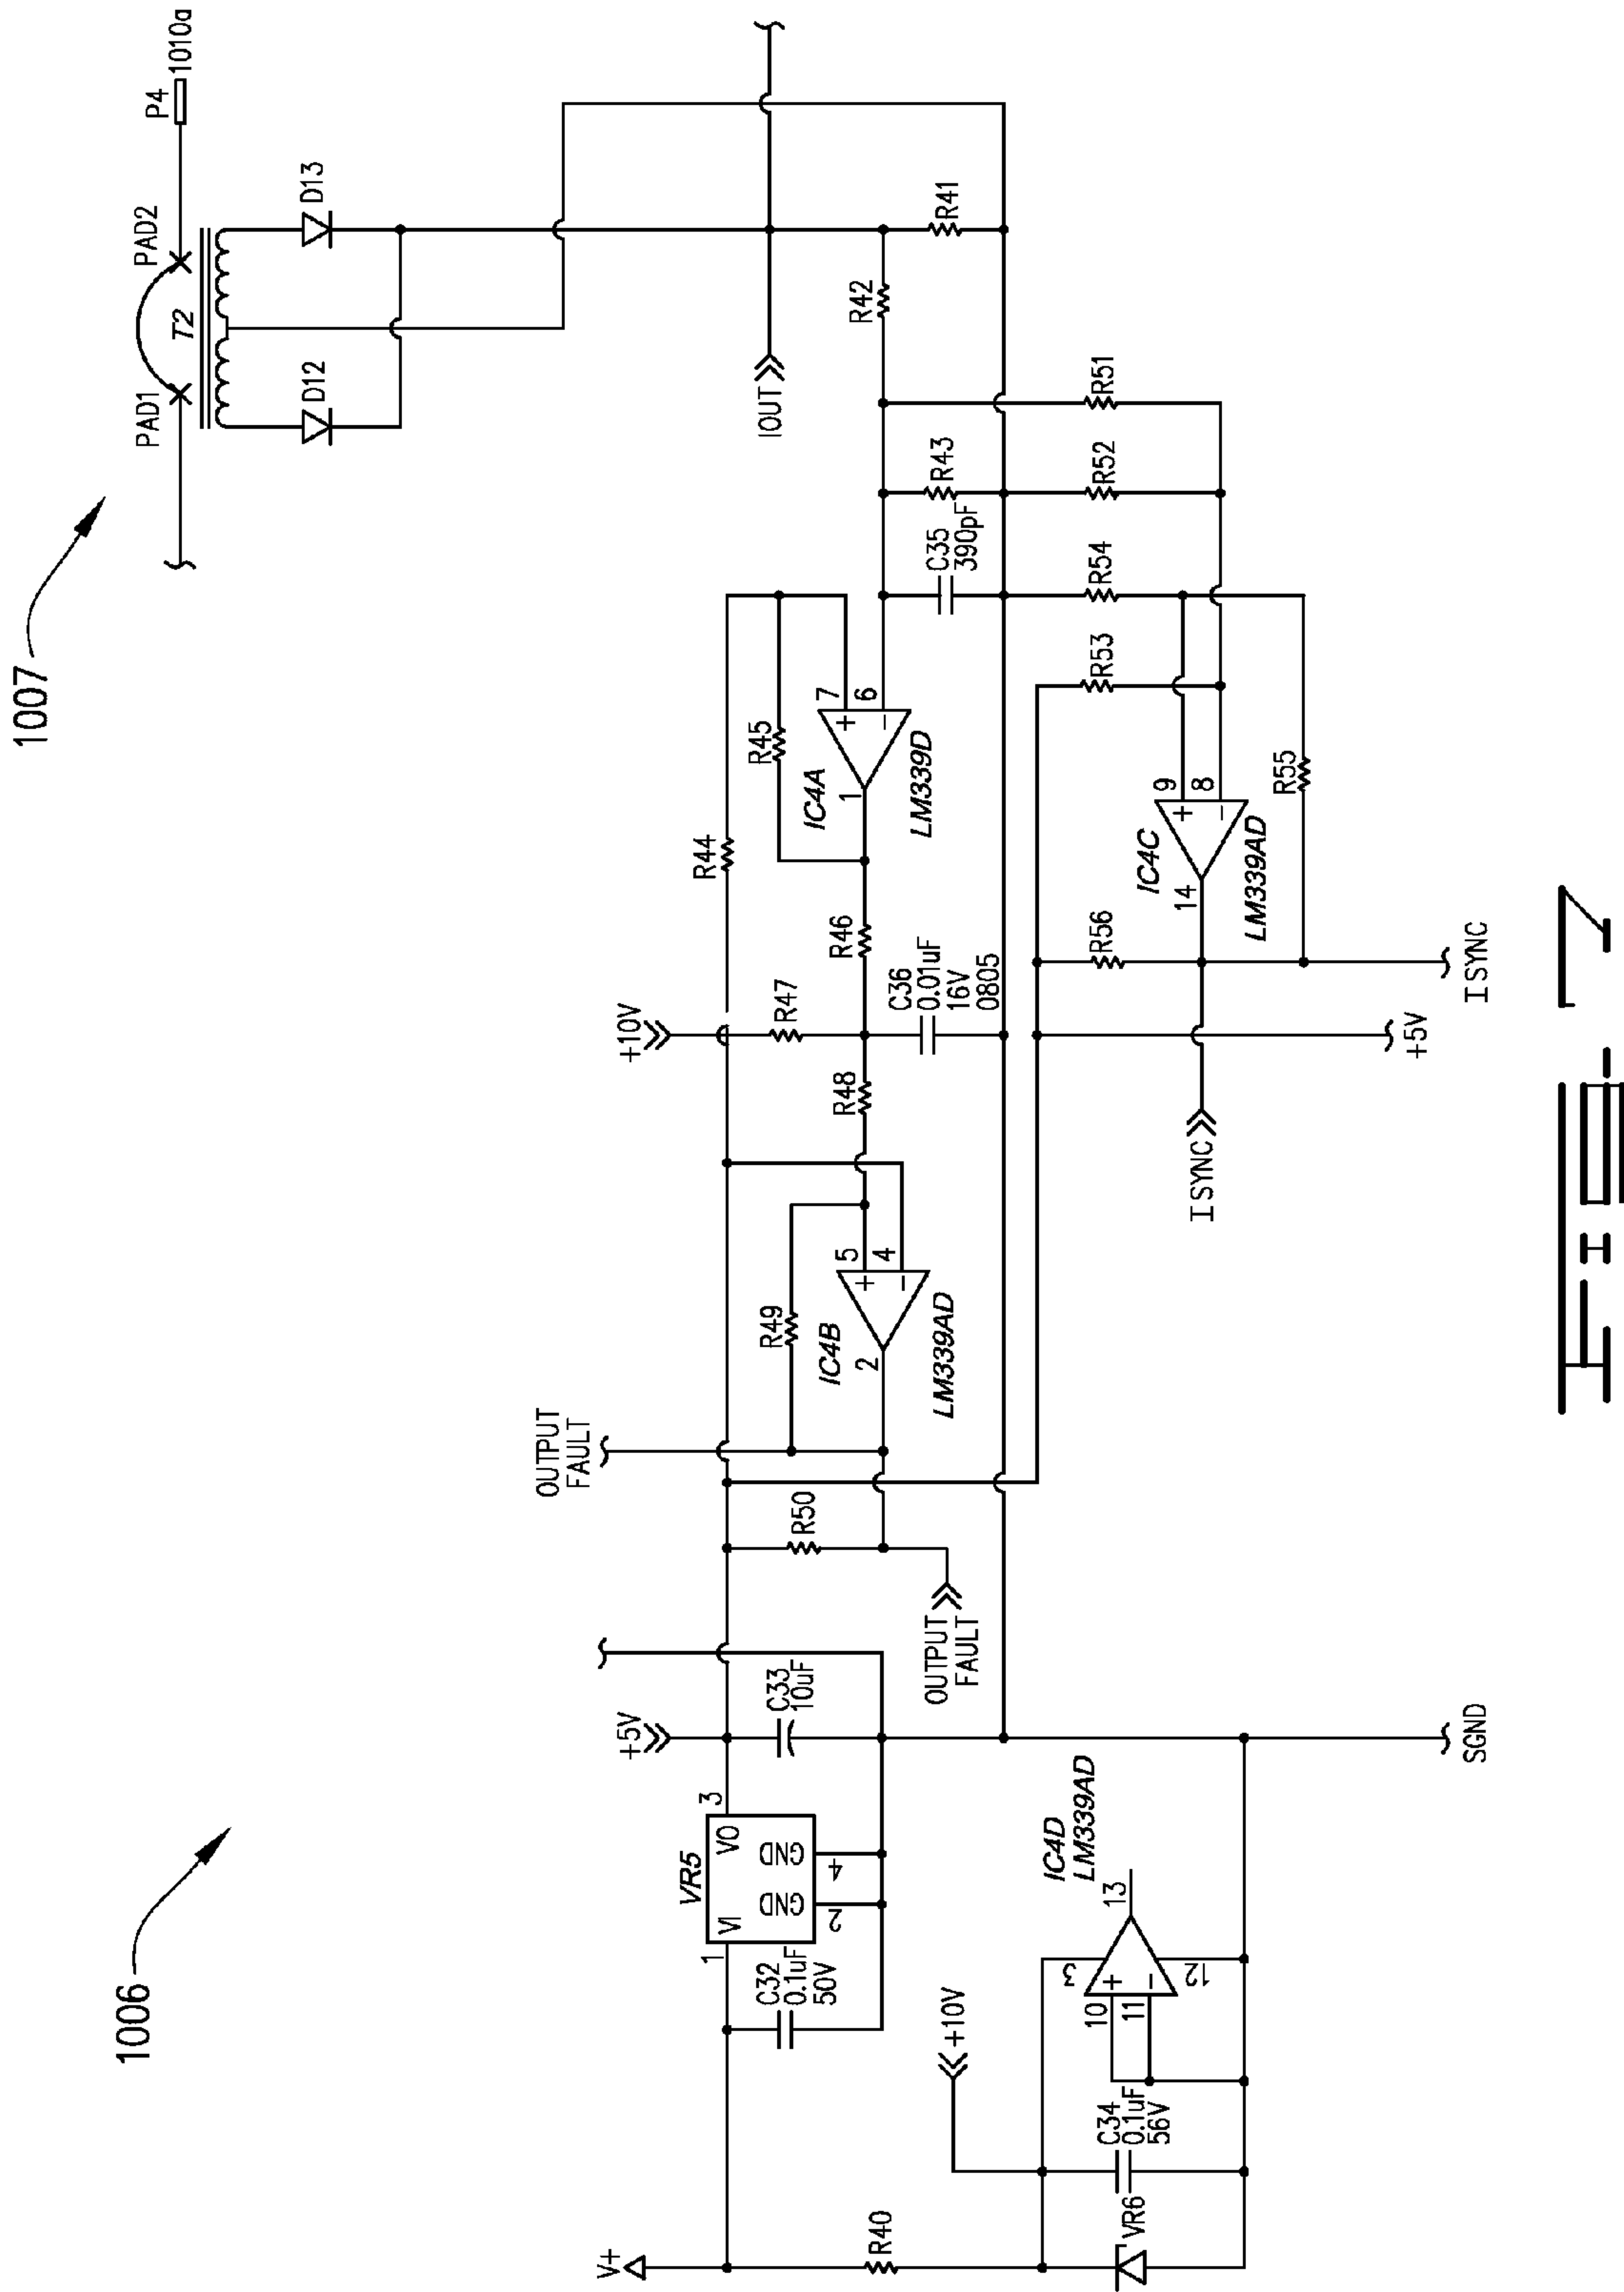 1006
1007
V+
R40
VR6
C34
0.1uF
56V
+10V
10
11
3
12
13
IC4D
LM339AD
C32
0.1uF
50V
1
VR5
VI
VO
GND
GND
2
4
3
+5V
C33
10uF
SGND
OUTPUT
FAULT
R50
OUTPUT
FAULT
R49
IC4B
LM339AD
2
5
4
+
−
R48
+10V
R47
C36
0.01uF
16V
0805
R46
R44
R45
IC4A
LM339D
1
7
6
+
−
C35
390pF
R43
R42
R41
IOUT
PAD1
PAD2
T2
P4
1010a
D12
D13
R51
R52
R54
R53
R55
R56
IC4C
LM339AD
14
9
8
+
−
ISYNC
ISYNC
+5V
Fig. 7